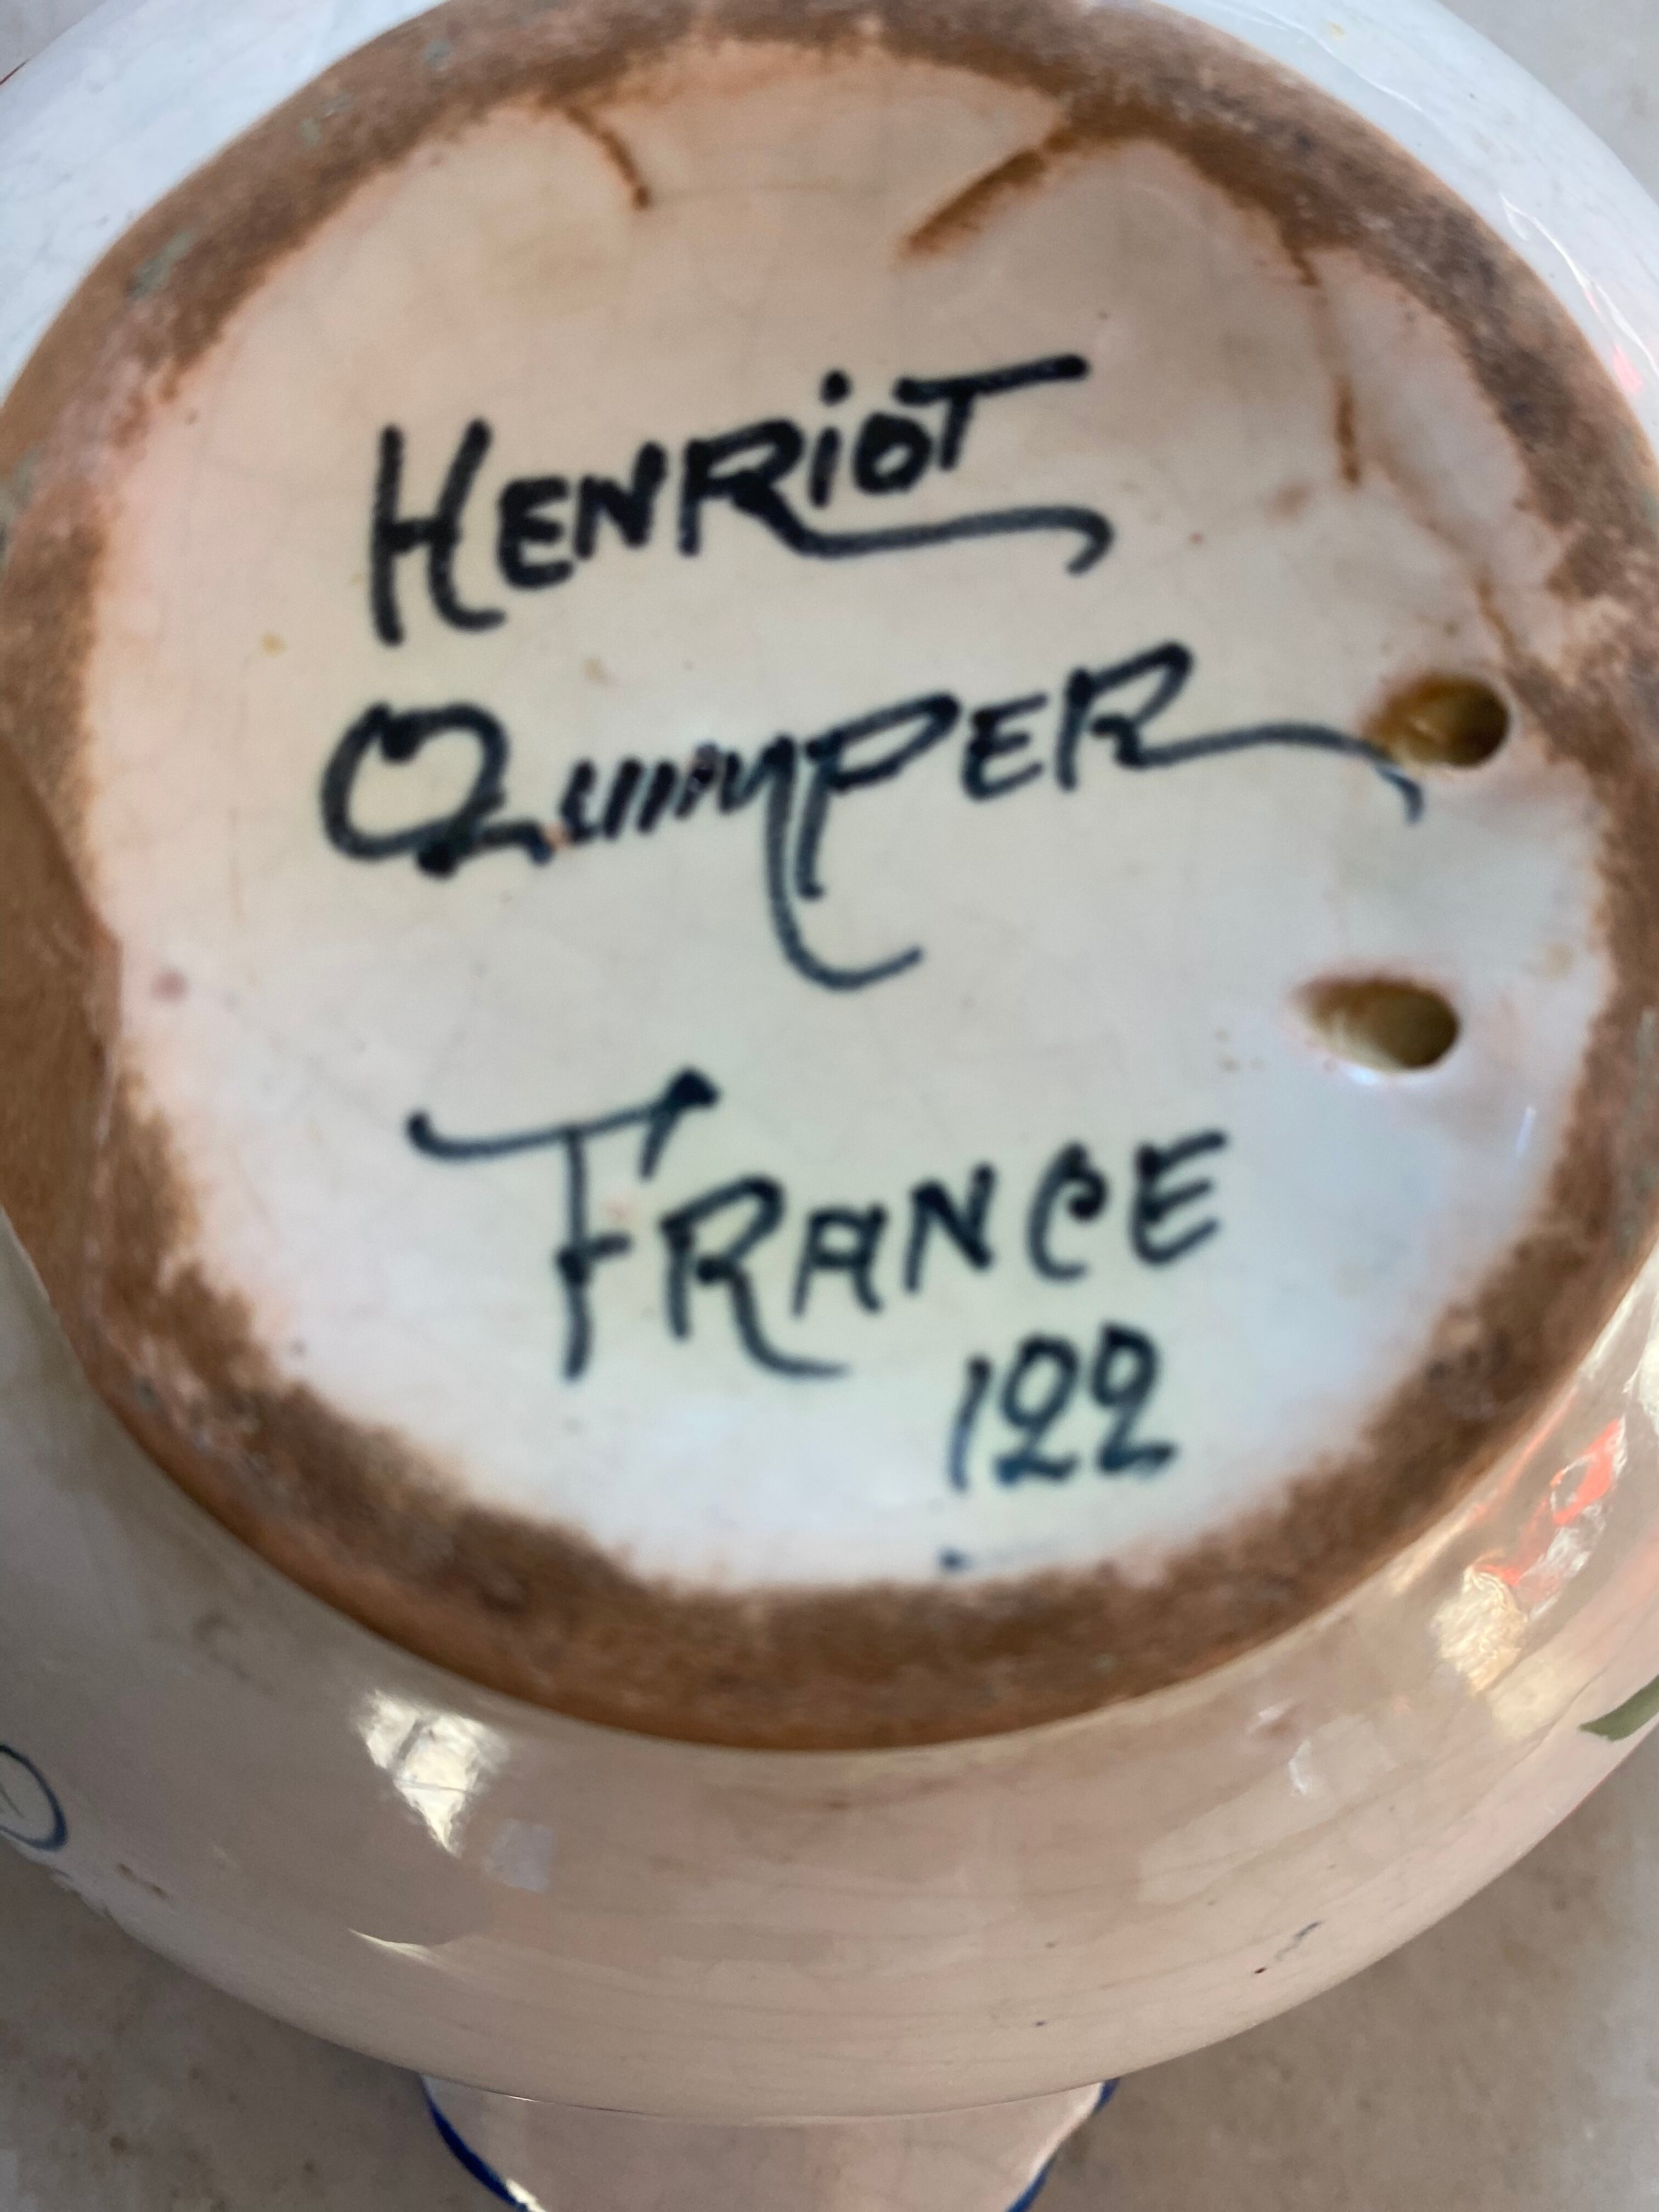 HENRiOT
QUIMPER
FRANCE
122